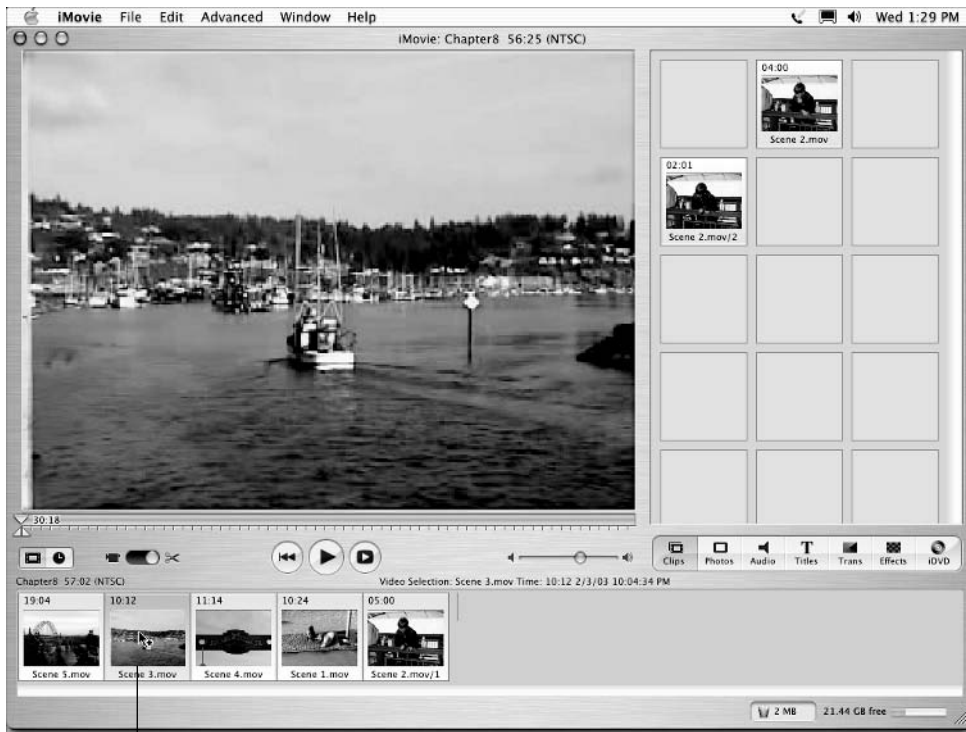 iMovie File Edit Advanced Window Help Wed 1:29 PM
iMovie: Chapter8 56:25 (NTSC)
04:00
Scene 2.mov
02:01
Scene 2.mov/2
30:18
Clips Photos Audio Titles Trans Effects iDVD
Chapter8 57:02 (NTSC) Video Selection: Scene 3.mov Time: 10:12 2/3/03 10:04:34 PM
19:04 10:12 11:14 10:24 05:00
Scene 5.mov Scene 3.mov Scene 4.mov Scene 1.mov Scene 2.mov/1
2 MB 21.44 GB free